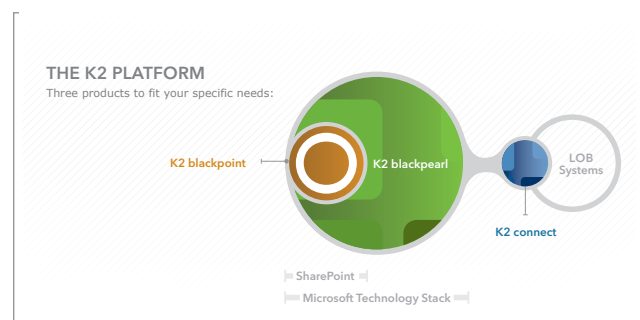 THE K2 PLATFORM
Three products to fit your specific needs:
K2 blackpoint
K2 blackpearl
LOB
Systems
K2 connect
SharePoint
Microsoft Technology Stack